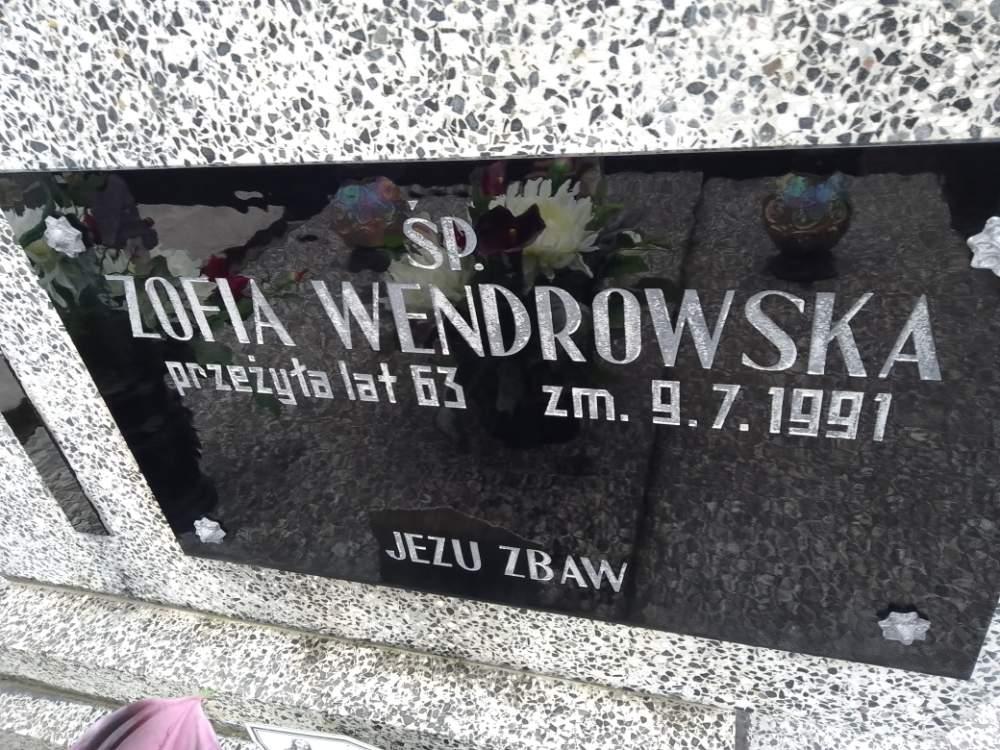 ŚP.
ZOFIA WENDROWSKA
przeżyła lat 63 zm. 9.7.1991
JEZU ZBAW